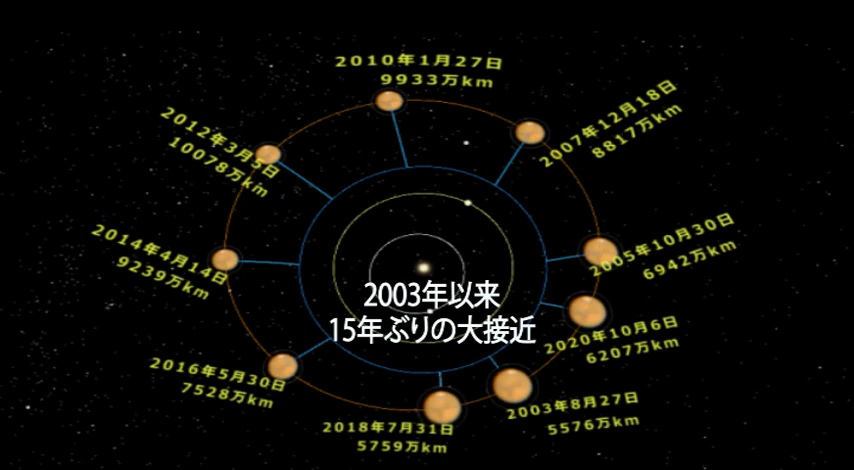 2010年1月27日
9933万km
2007年12月18日
8817万km
2012年3月5日
10078万km
2005年10月30日
6942万km
2014年4月14日
9239万km
2003年以来
15年ぶりの大接近
2020年10月6日
6207万km
2016年5月30日
7528万km
2003年8月27日
5576万km
2018年7月31日
5759万km